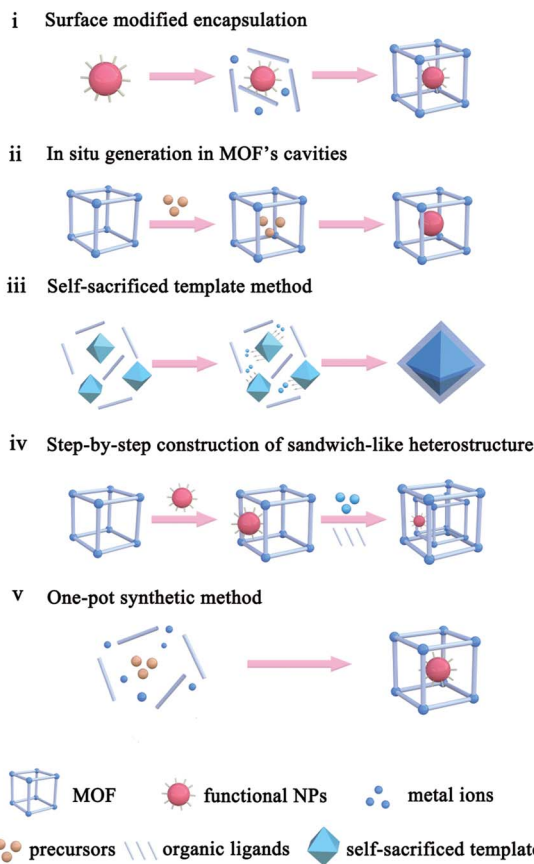 i Surface modified encapsulation
ii In situ generation in MOF's cavities
iii Self-sacrificed template method
iv Step-by-step construction of sandwich-like heterostructure
v One-pot synthetic method
MOF functional NPs metal ions
precursors organic ligands self-sacrificed template